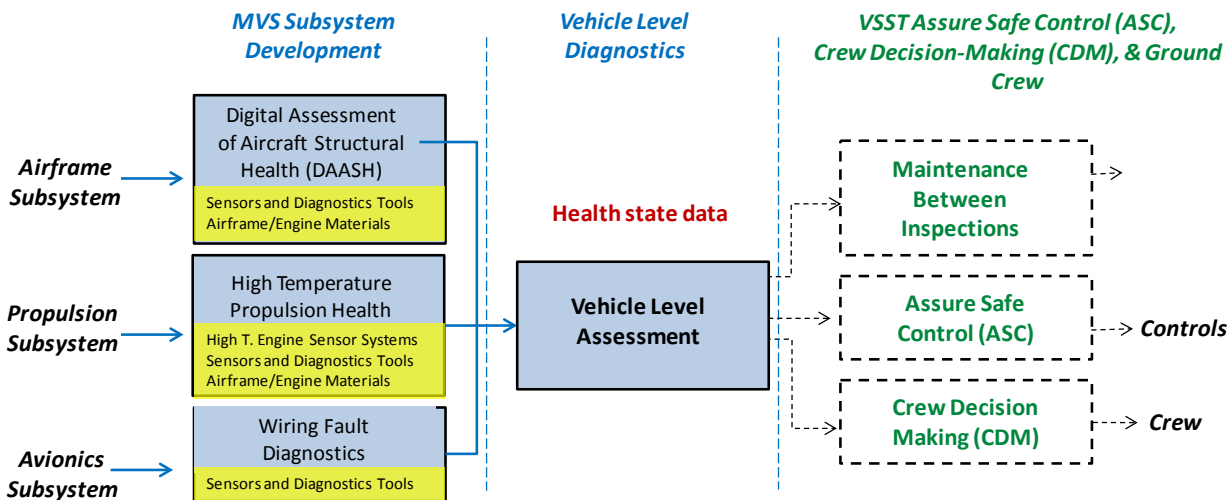 MVS Subsystem
Development
Vehicle Level
Diagnostics
VSST Assure Safe Control (ASC),
Crew Decision-Making (CDM), & Ground
Crew
Airframe
Subsystem
Digital Assessment
of Aircraft Structural
Health (DAASH)
Sensors and Diagnostics Tools
Airframe/Engine Materials
Propulsion
Subsystem
High Temperature
Propulsion Health
High T. Engine Sensor Systems
Sensors and Diagnostics Tools
Airframe/Engine Materials
Avionics
Subsystem
Wiring Fault
Diagnostics
Sensors and Diagnostics Tools
Health state data
Vehicle Level
Assessment
Maintenance
Between
Inspections
Assure Safe
Control (ASC)
Controls
Crew Decision
Making (CDM)
Crew